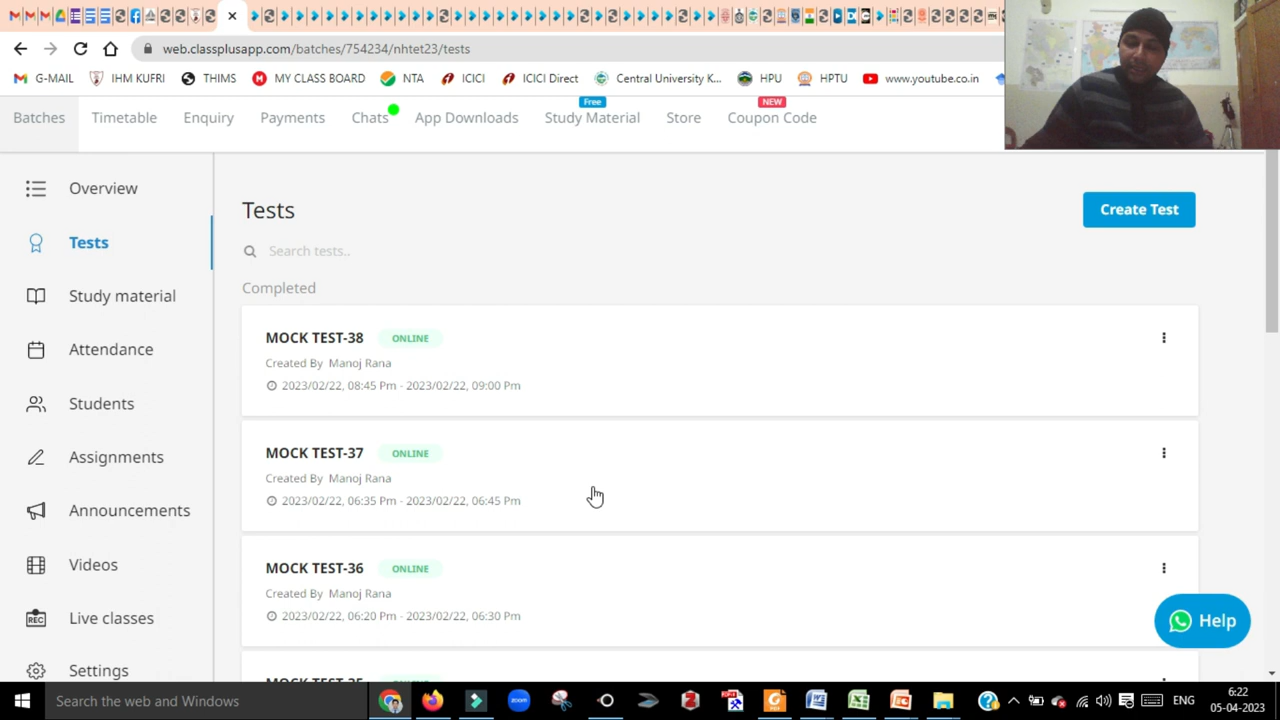 web.classplusapp.com/batches/754234/nhtet23/tests
G-MAIL IHM KUFRI THIMS MY CLASS BOARD NTA ICICI ICICI Direct Central University K... HPU HPTU www.youtube.co.in
Free NEW
Batches Timetable Enquiry Payments Chats App Downloads Study Material Store Coupon Code
Overview
Tests
Study material
Attendance
Students
Assignments
Announcements
Videos
REC Live classes
Settings
Tests
Create Test
Search tests..
Completed
MOCK TEST-38 ONLINE
Created By Manoj Rana
2023/02/22, 08:45 Pm - 2023/02/22, 09:00 Pm
MOCK TEST-37 ONLINE
Created By Manoj Rana
2023/02/22, 06:35 Pm - 2023/02/22, 06:45 Pm
MOCK TEST-36 ONLINE
Created By Manoj Rana
2023/02/22, 06:20 Pm - 2023/02/22, 06:30 Pm
Help
Search the web and Windows
ENG
6:22
05-04-2023